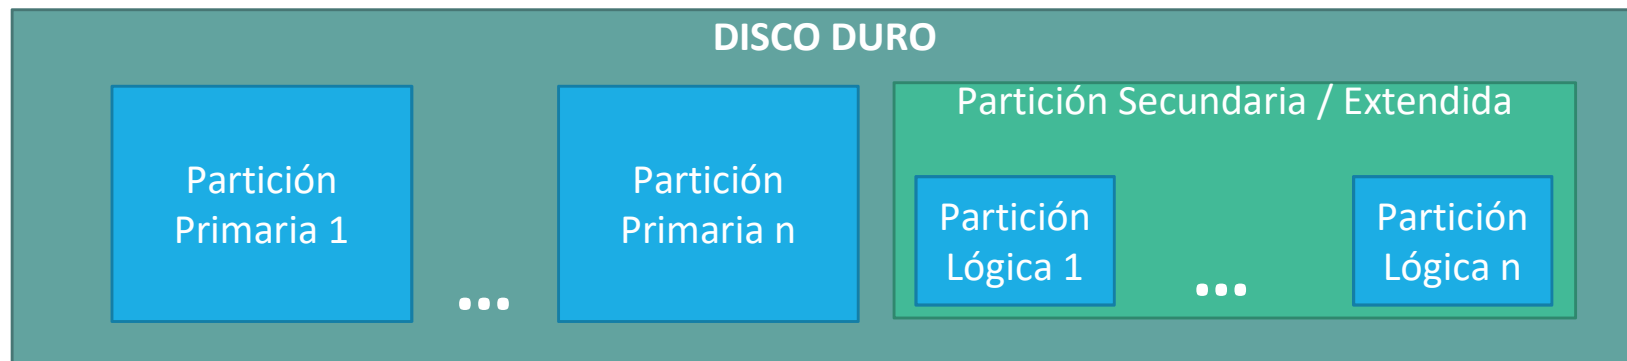 DISCO DURO
Partición
Primaria 1
...
Partición
Primaria n
Partición Secundaria / Extendida
Partición
Lógica 1
...
Partición
Lógica n